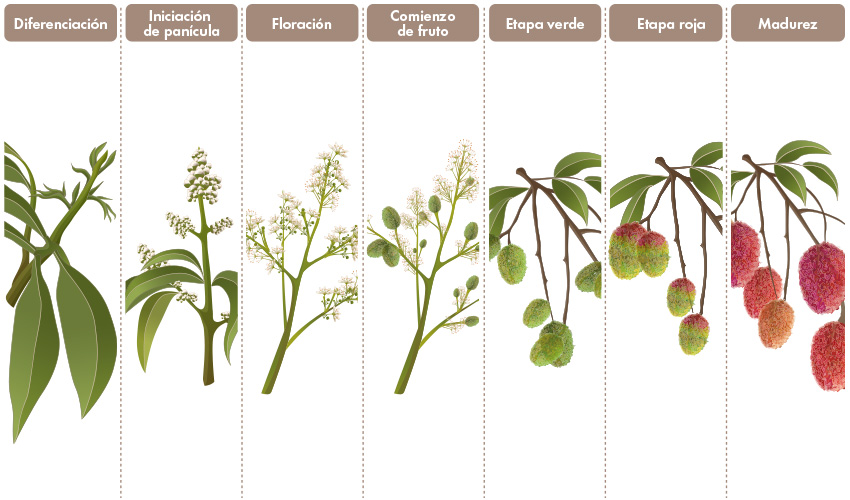 Diferenciación
Iniciación
de panícula
Floración
Comienzo
de fruto
Etapa verde
Etapa roja
Madurez